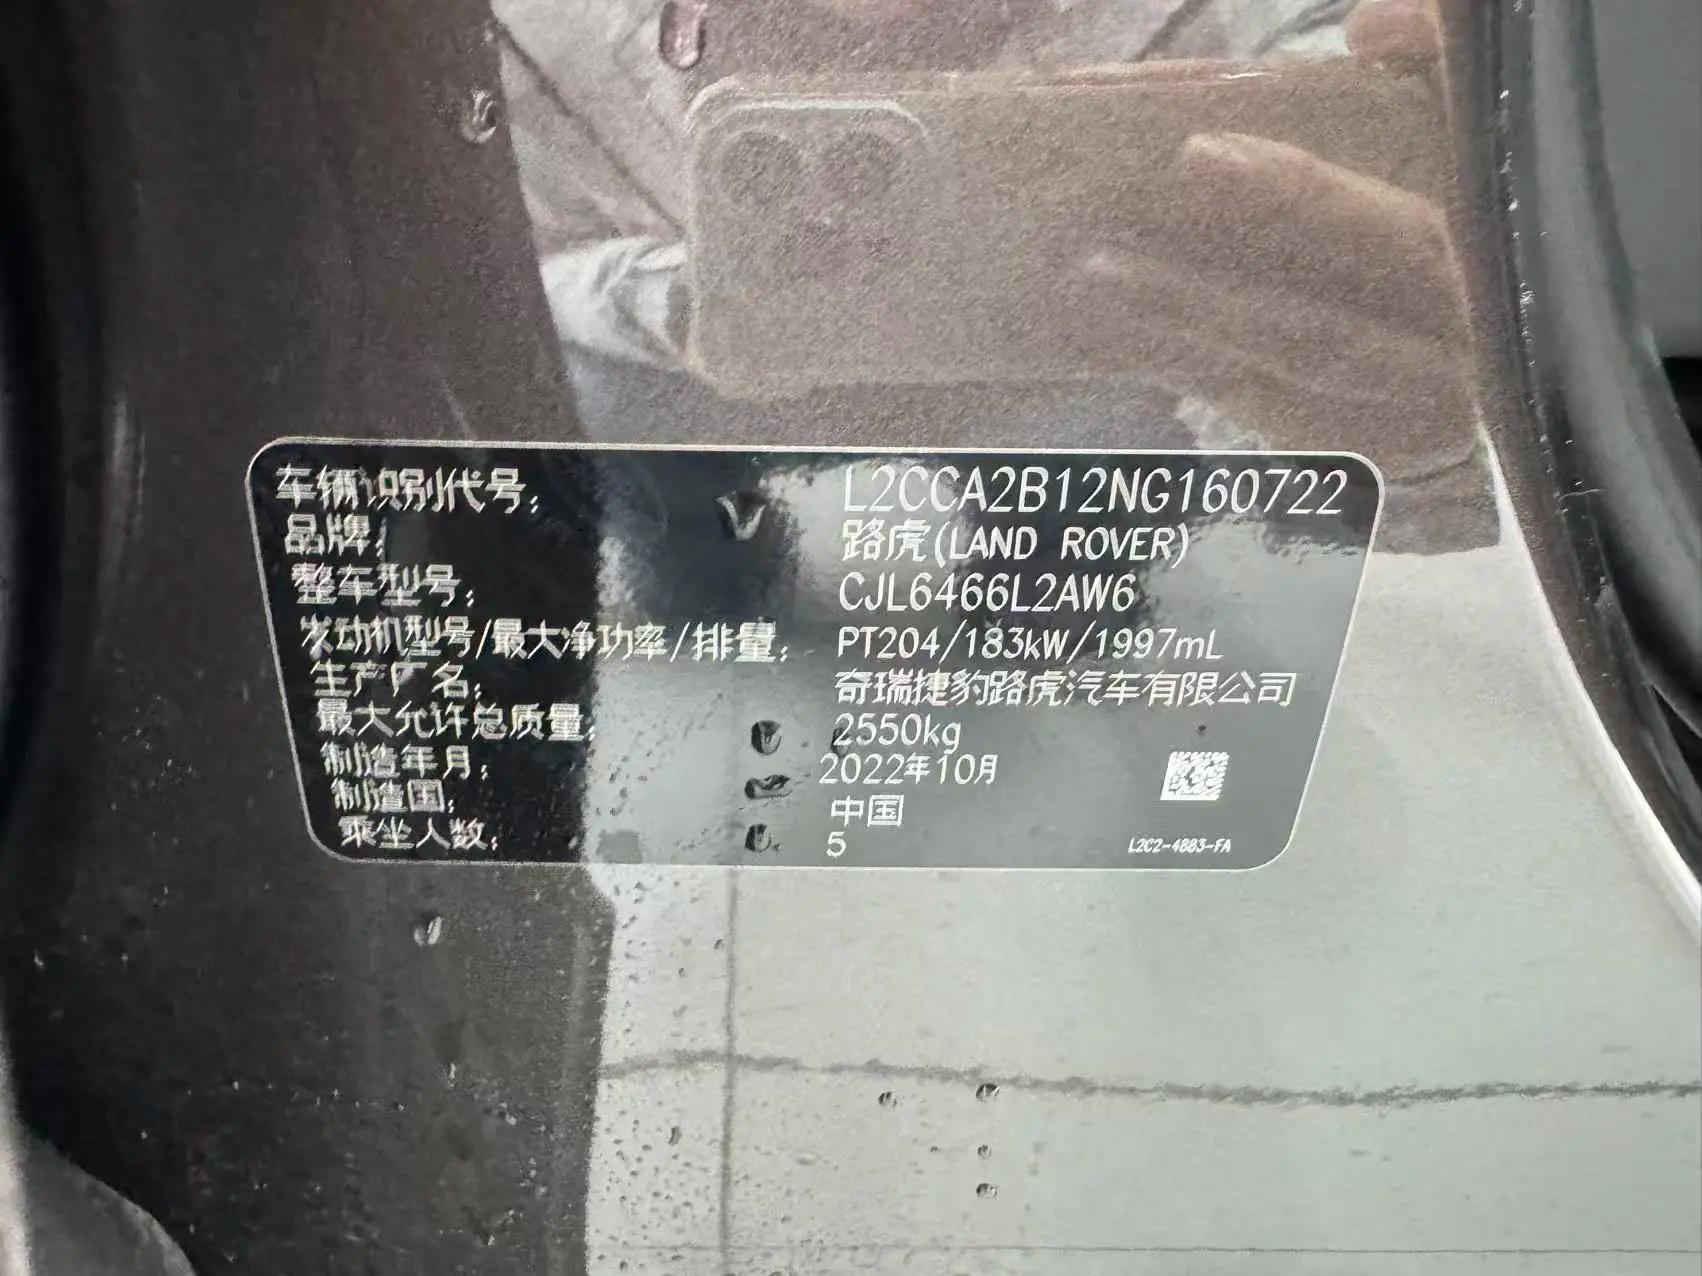 车辆识别代号: L2CCA2B12NG160722
品牌: 路虎(LAND ROVER)
整车型号: CJL6466L2AW6
发动机型号/最大净功率/排量: PT204/183kW/1997mL
生产厂名: 奇瑞捷豹路虎汽车有限公司
最大允许总质量: 2550kg
制造年月: 2022年10月
制造国: 中国
乘坐人数: 5
L2C2-4883-FA